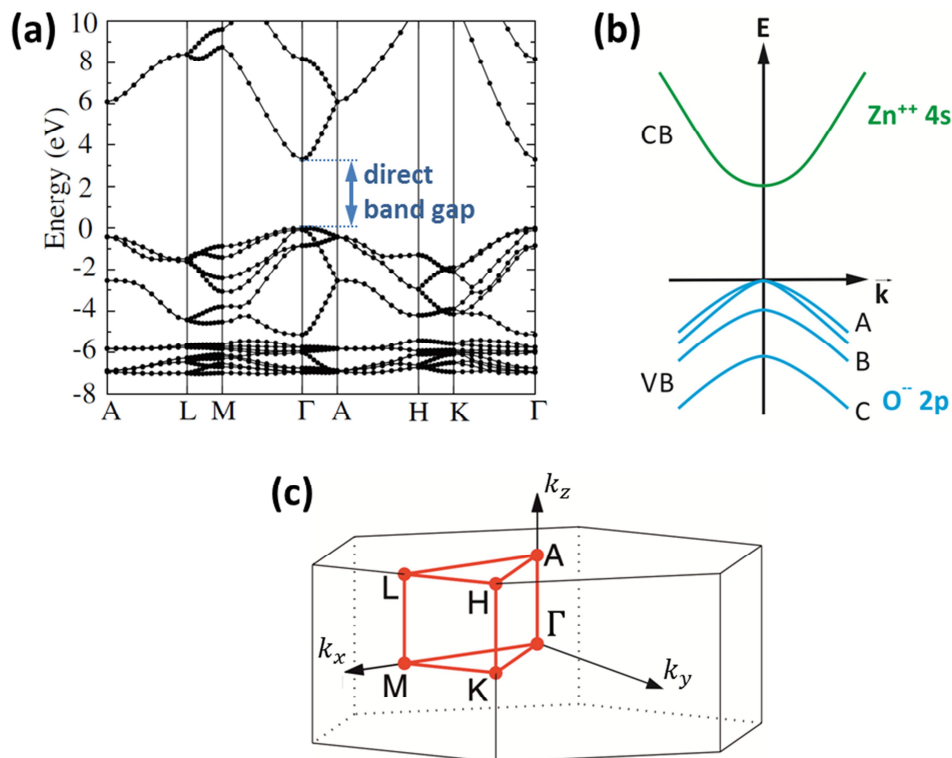 (a)
10
8
6
4
2
0
-2
-4
-6
-8
Energy (eV)
direct
band gap
A L M Γ A H K Γ
(b)
E
CB
Zn⁺⁺ 4s
k
A
B
VB
C
O⁻⁻ 2p
(c)
k_z
A
L
H
Γ
k_x
M
K
k_y